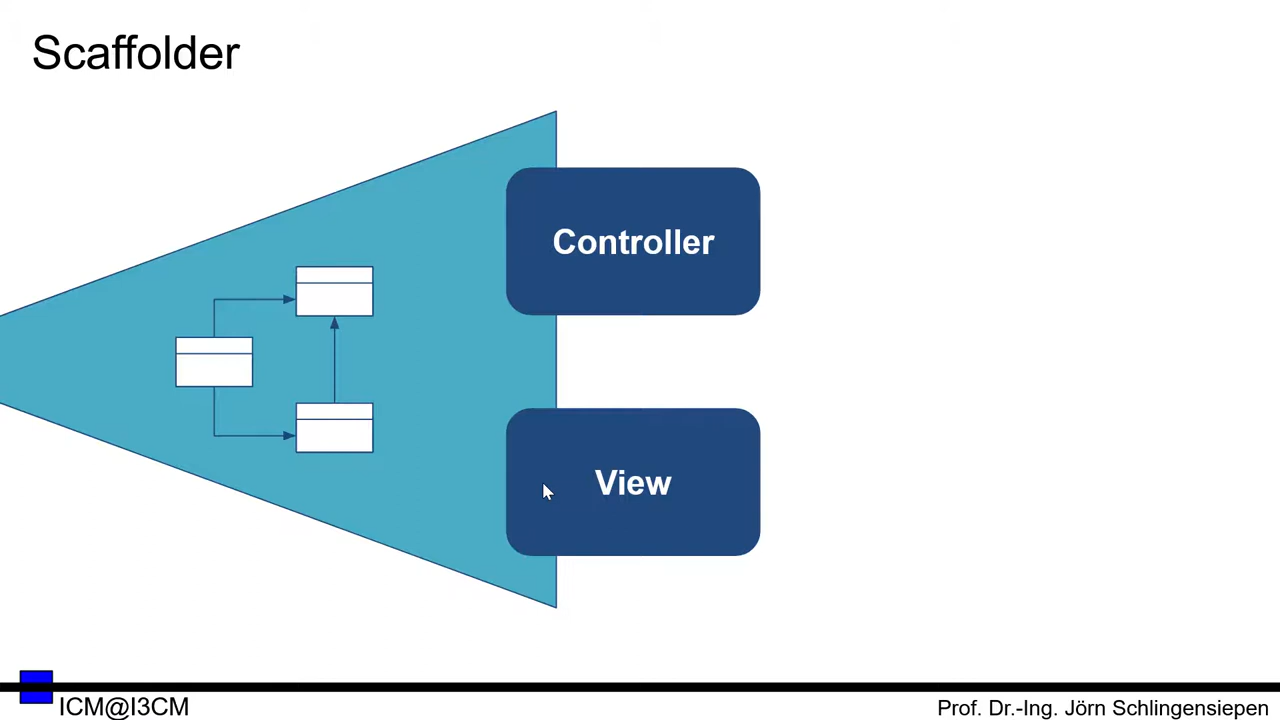 Scaffolder
Controller
View
ICM@I3CM
Prof. Dr.-Ing. Jörn Schlingensiepen